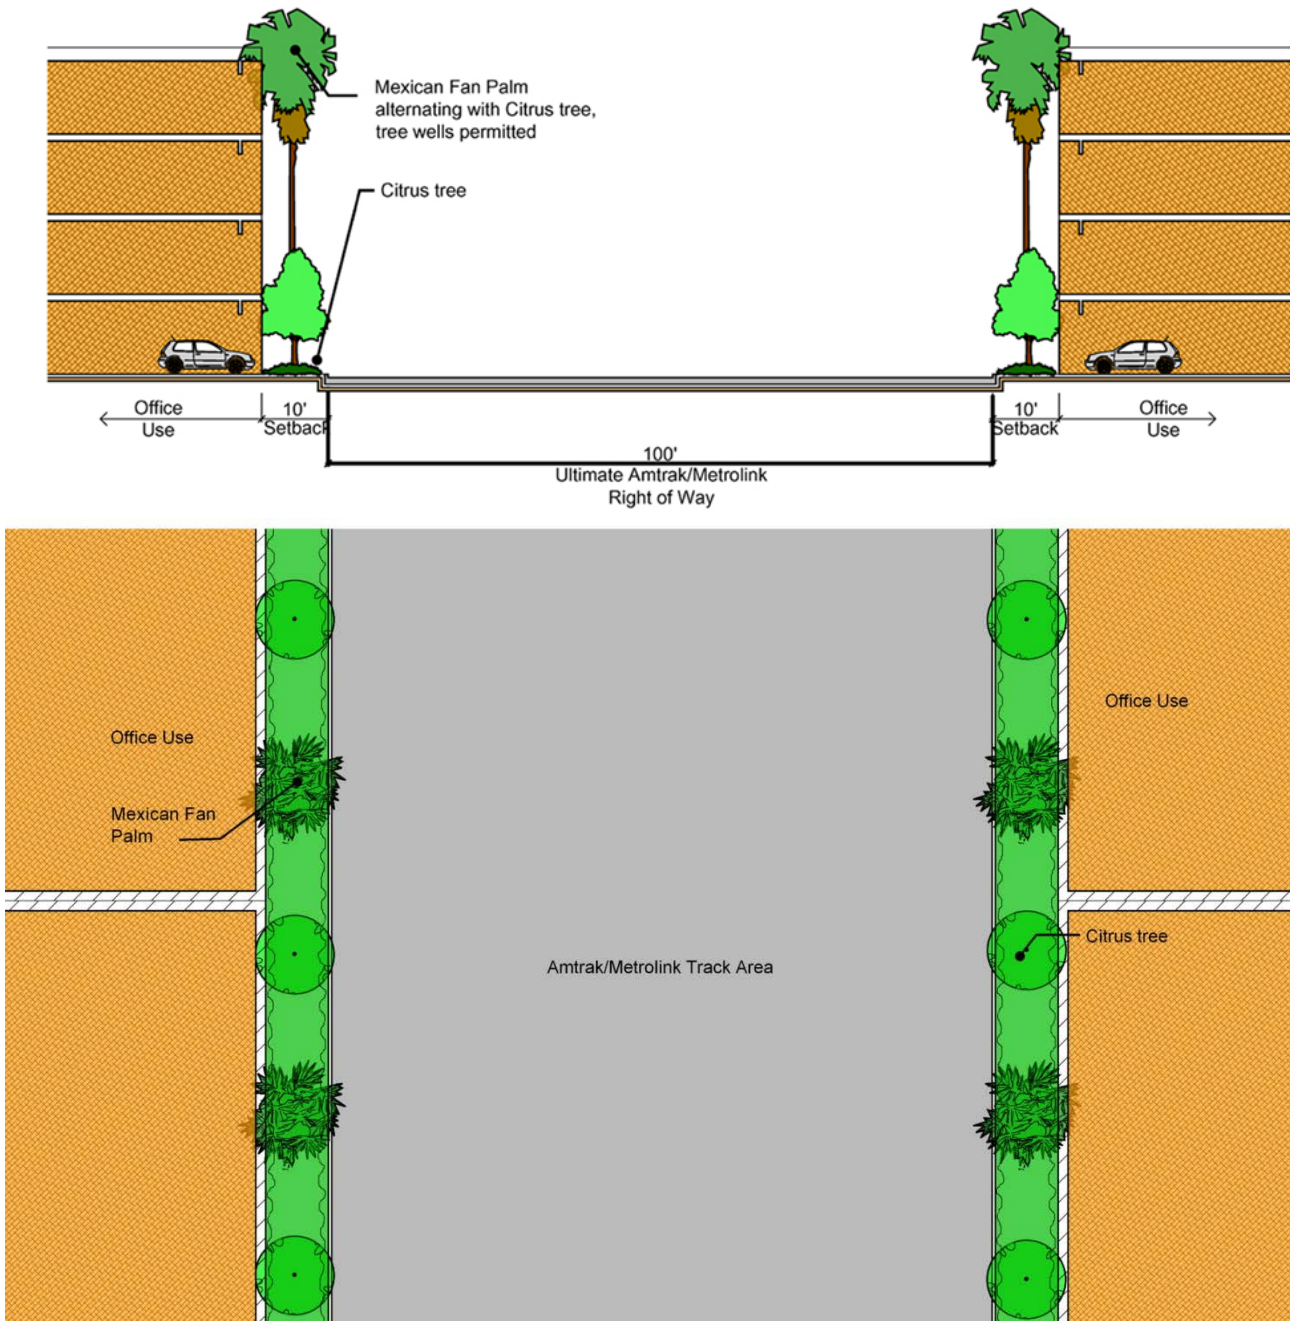 Mexican Fan Palm
alternating with Citrus tree,
tree wells permitted
Citrus tree
Office
Use
10'
Setback
10'
Setback
Office
Use
100'
Ultimate Amtrak/Metrolink
Right of Way
Office Use
Office Use
Mexican Fan
Palm
Citrus tree
Amtrak/Metrolink Track Area